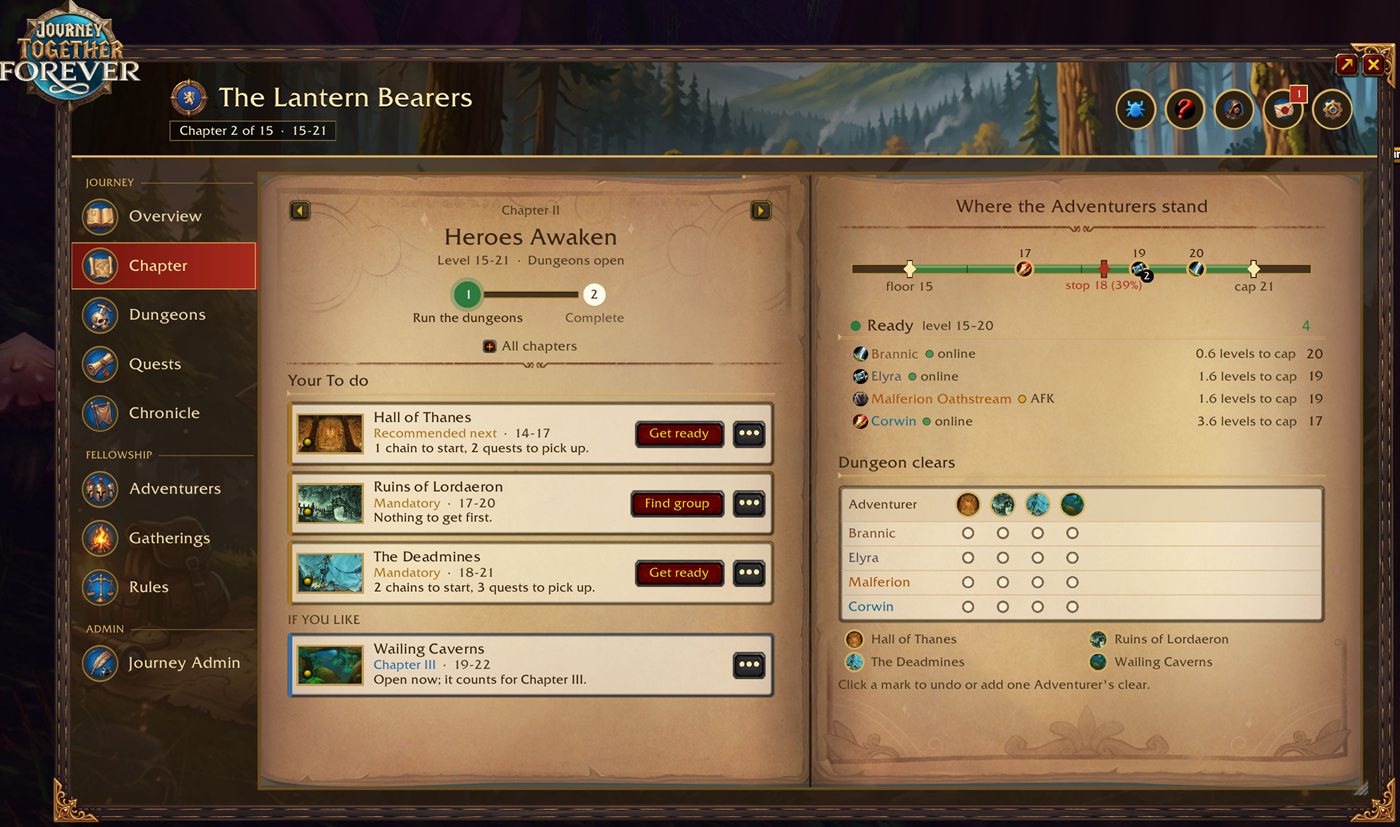 JOURNEY
TOGETHER
FOREVER
The Lantern Bearers
Chapter 2 of 15 · 15-21
1
JOURNEY
Overview
Chapter
Dungeons
Quests
Chronicle
FELLOWSHIP
Adventurers
Gatherings
Rules
ADMIN
Journey Admin
Chapter II
Heroes Awaken
Level 15-21 · Dungeons open
1 2
Run the dungeons Complete
All chapters
Your To do
Hall of Thanes
Recommended next · 14-17
1 chain to start, 2 quests to pick up.
Get ready
Ruins of Lordaeron
Mandatory · 17-20
Nothing to get first.
Find group
The Deadmines
Mandatory · 18-21
2 chains to start, 3 quests to pick up.
Get ready
IF YOU LIKE
Wailing Caverns
Chapter III · 19-22
Open now; it counts for Chapter III.
Where the Adventurers stand
17 19 20
2
floor 15 stop 18 (39%) cap 21
Ready level 15-20 4
Brannic online 0.6 levels to cap 20
Elyra online 1.6 levels to cap 19
Malferion Oathstream AFK 1.6 levels to cap 19
Corwin online 3.6 levels to cap 17
Dungeon clears
Adventurer
Brannic
Elyra
Malferion
Corwin
Hall of Thanes Ruins of Lordaeron
The Deadmines Wailing Caverns
Click a mark to undo or add one Adventurer's clear.